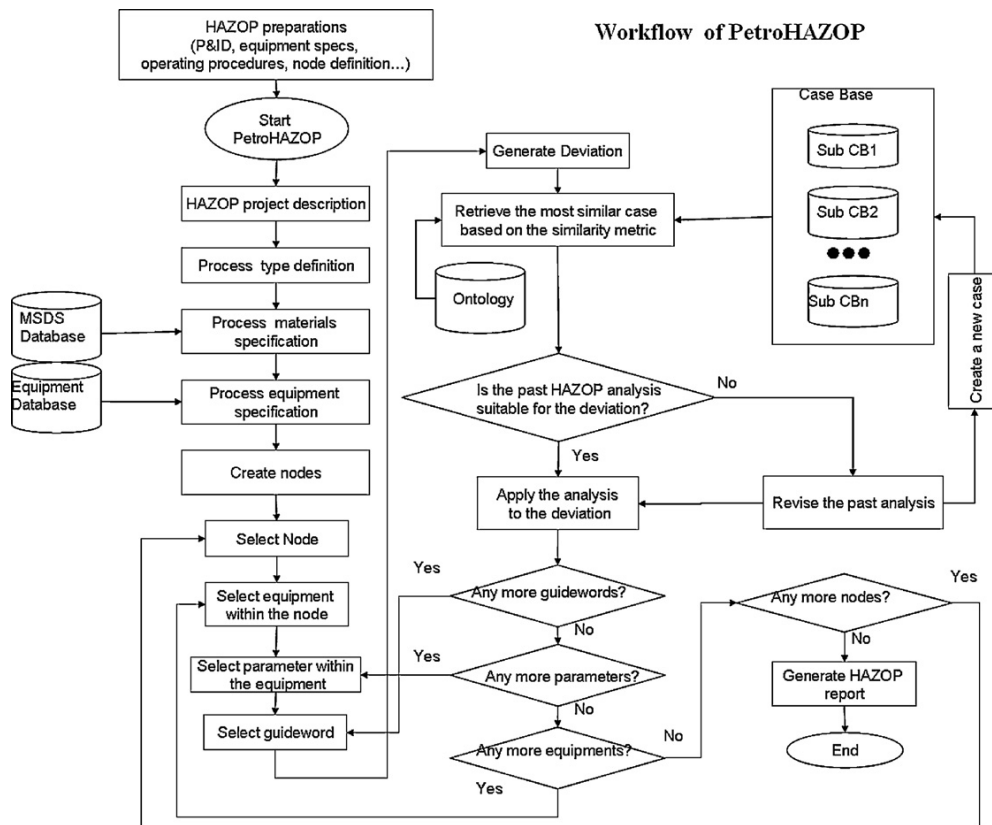 Workflow of PetroHAZOP
HAZOP preparations
(P&ID, equipment specs,
operating procedures, node definition…)
Start
PetroHAZOP
HAZOP project description
Process type definition
MSDS
Database
Process materials
specification
Equipment
Database
Process equipment
specification
Create nodes
Select Node
Select equipment
within the node
Select parameter within
the equipment
Select guideword
Generate Deviation
Retrieve the most similar case
based on the similarity metric
Ontology
Case Base
Sub CB1
Sub CB2
Sub CBn
Create a new case
Is the past HAZOP analysis
suitable for the deviation?
No
Yes
Apply the analysis
to the deviation
Revise the past analysis
Yes
Any more guidewords?
No
Yes
Any more parameters?
No
Any more equipments?
No
Yes
Any more nodes?
Yes
No
Generate HAZOP
report
End